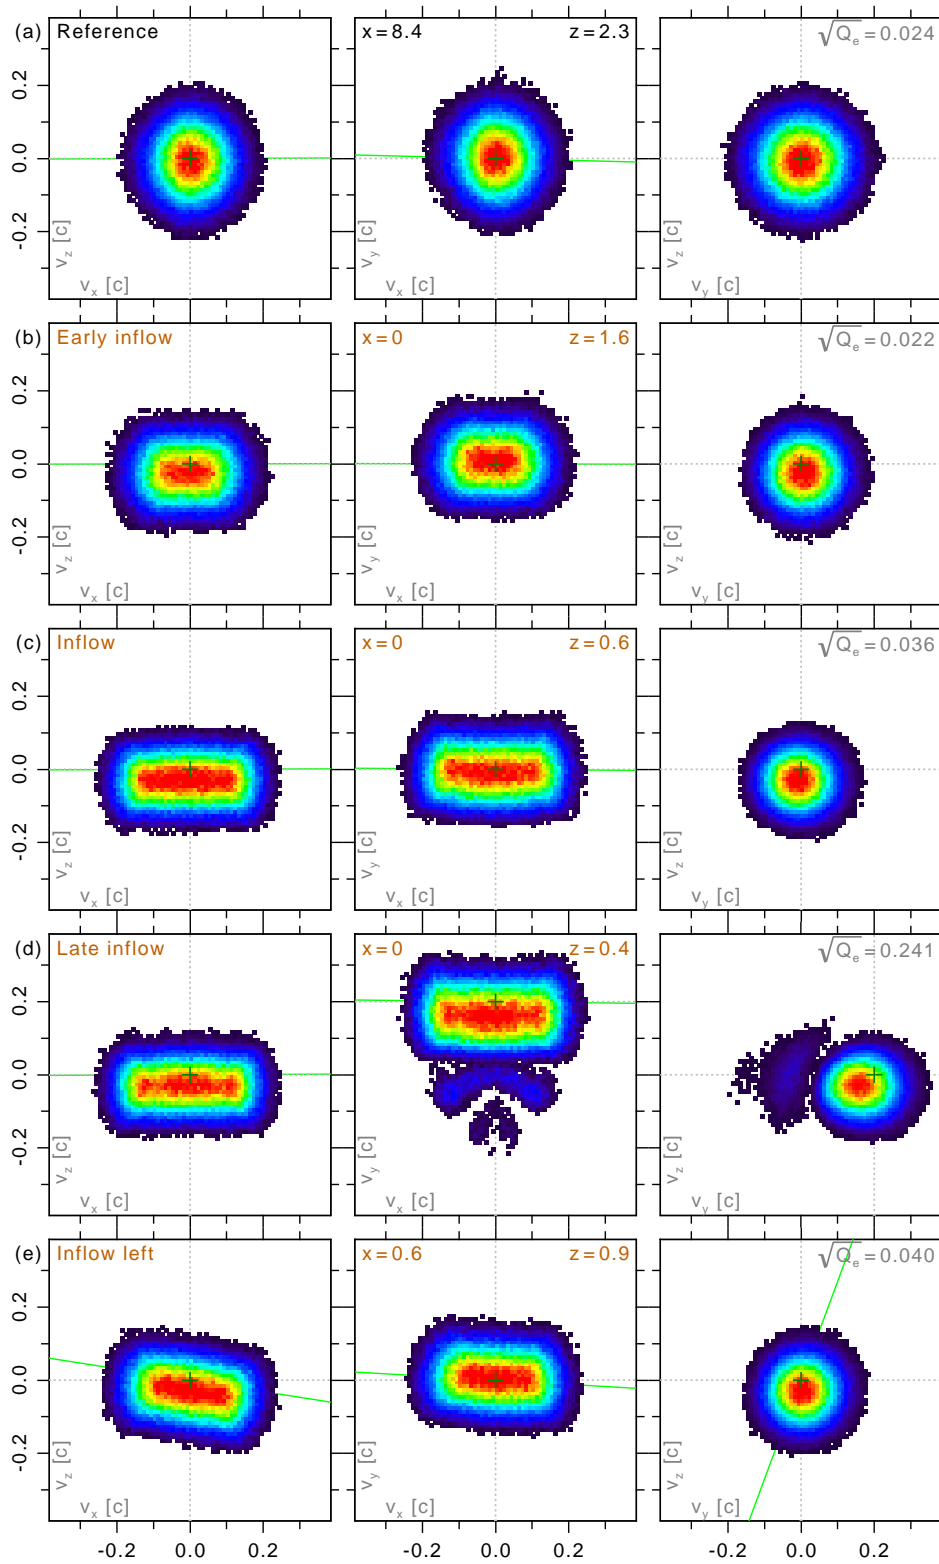 (a) Reference x=8.4 z=2.3 √Qe=0.024
0.2
0.0
-0.2
vz [c] vy [c] vz [c]
vx [c] vx [c] vy [c]
(b) Early inflow x=0 z=1.6 √Qe=0.022
0.2
0.0
-0.2
vz [c] vy [c] vz [c]
vx [c] vx [c] vy [c]
(c) Inflow x=0 z=0.6 √Qe=0.036
0.2
0.0
-0.2
vz [c] vy [c] vz [c]
vx [c] vx [c] vy [c]
(d) Late inflow x=0 z=0.4 √Qe=0.241
0.2
0.0
-0.2
vz [c] vy [c] vz [c]
vx [c] vx [c] vy [c]
(e) Inflow left x=0.6 z=0.9 √Qe=0.040
0.2
0.0
-0.2
vz [c] vy [c] vz [c]
vx [c] vx [c] vy [c]
-0.2 0.0 0.2 -0.2 0.0 0.2 -0.2 0.0 0.2